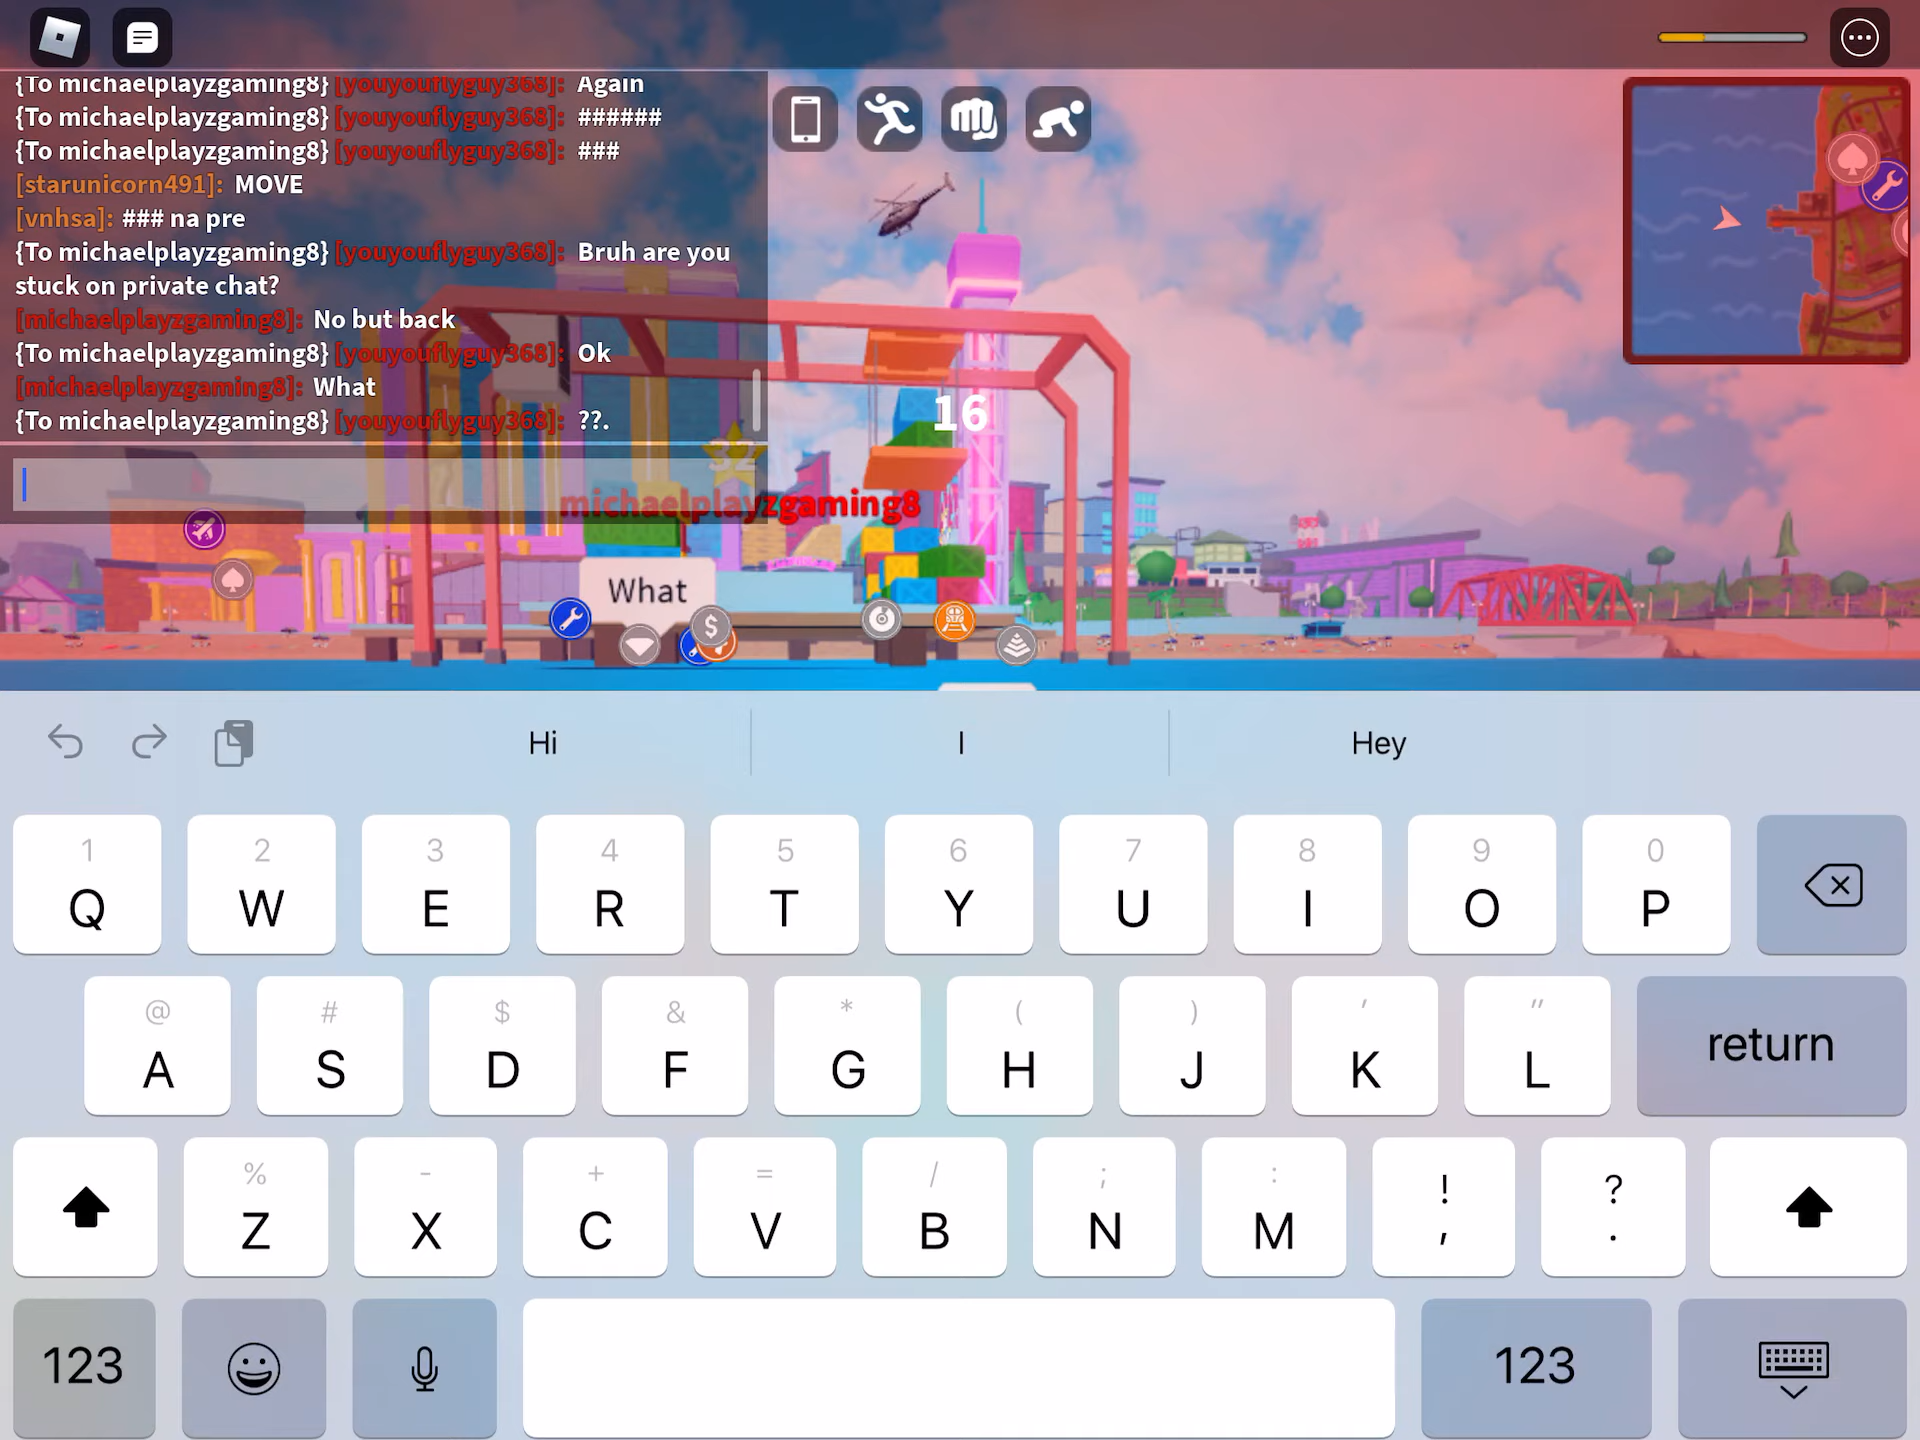 {To michaelplayzgaming8} [youyouflyguy368]: Again
{To michaelplayzgaming8} [youyouflyguy368]: ######
{To michaelplayzgaming8} [youyouflyguy368]: ###
[starunicorn491]: MOVE
[vnhsa]: ### na pre
{To michaelplayzgaming8} [youyouflyguy368]: Bruh are you
stuck on private chat?
[michaelplayzgaming8]: No but back
{To michaelplayzgaming8} [youyouflyguy368]: Ok
[michaelplayzgaming8]: What
{To michaelplayzgaming8} [youyouflyguy368]: ??.
16
32
michaelplayzgaming8
What
$
Hi I Hey
1 2 3 4 5 6 7 8 9 0
Q W E R T Y U I O P
@ # $ & * ( ) ' "
A S D F G H J K L return
% - + = / ; : ! ?
Z X C V B N M , .
123 123